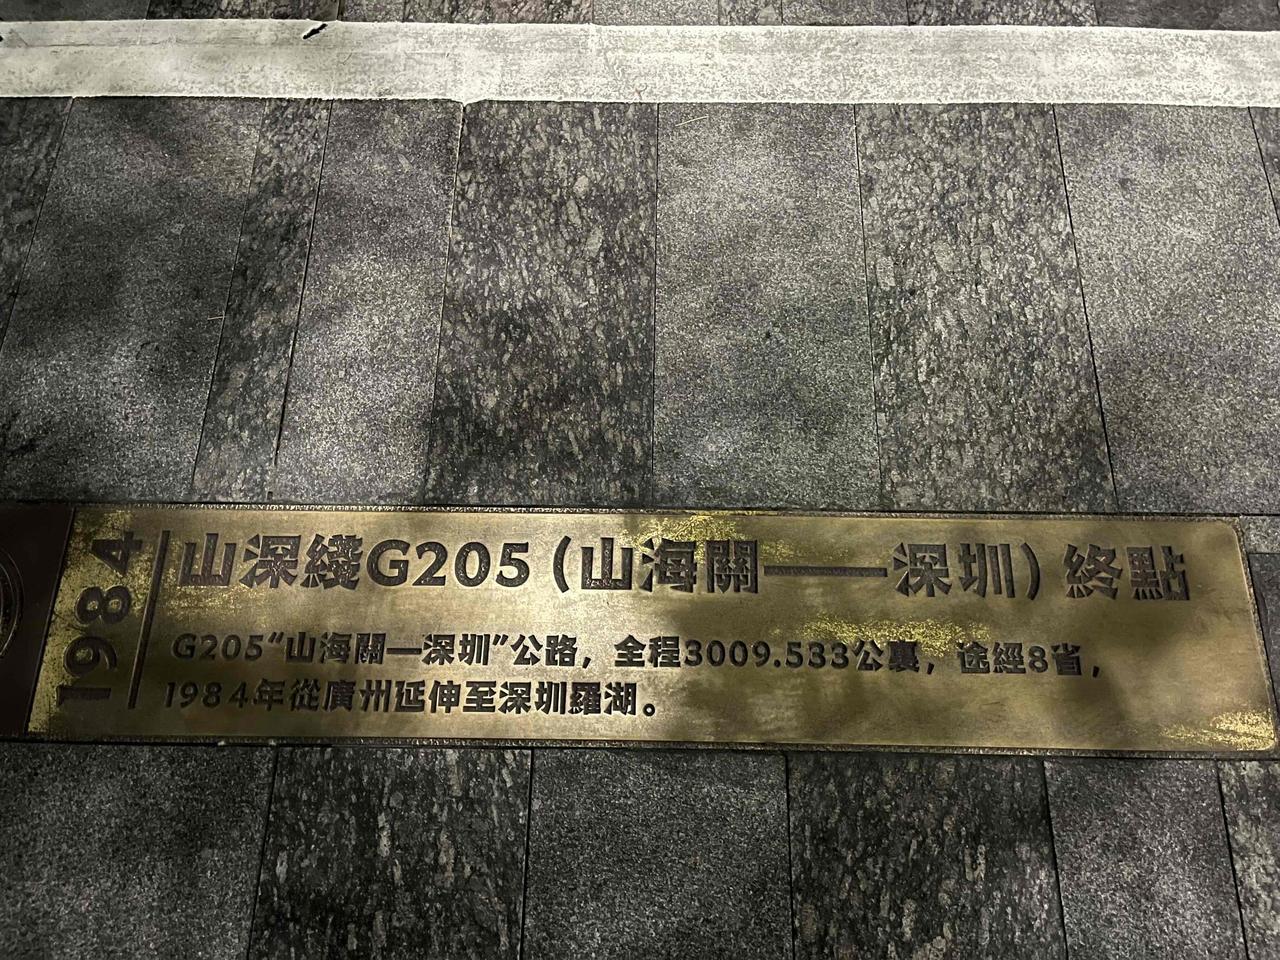 1984
山深綫G205（山海關——深圳）終點
G205“山海關—深圳”公路，全程3009.533公裏，途經8省，
1984年從廣州延伸至深圳羅湖。